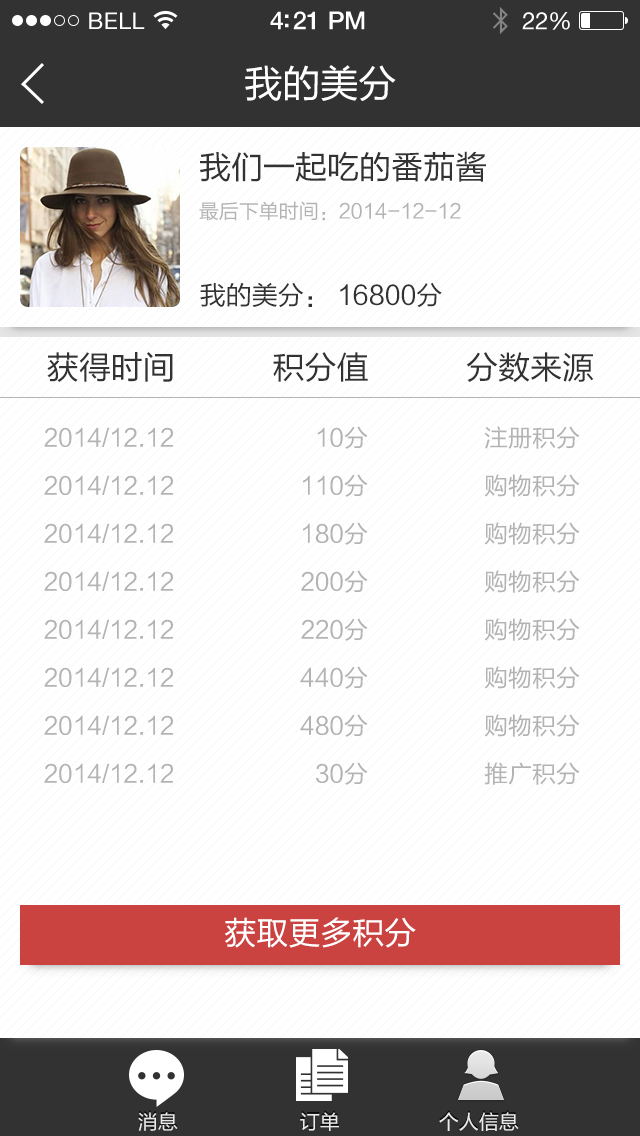 BELL 4:21 PM 22%
我的美分
我们一起吃的番茄酱
最后下单时间：2014-12-12
我的美分： 16800分
获得时间 积分值 分数来源
2014/12.12 10分 注册积分
2014/12.12 110分 购物积分
2014/12.12 180分 购物积分
2014/12.12 200分 购物积分
2014/12.12 220分 购物积分
2014/12.12 440分 购物积分
2014/12.12 480分 购物积分
2014/12.12 30分 推广积分
获取更多积分
消息 订单 个人信息